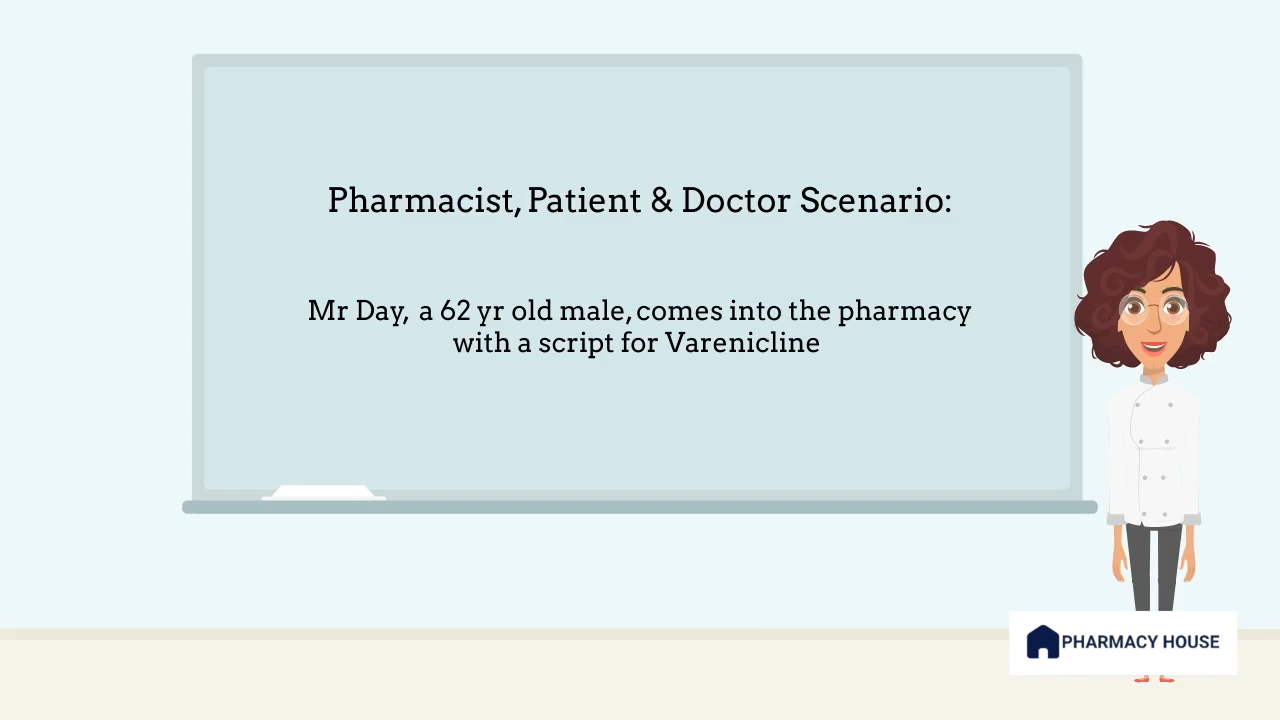 Pharmacist, Patient & Doctor Scenario:
Mr Day, a 62 yr old male, comes into the pharmacy
with a script for Varenicline
PHARMACY HOUSE